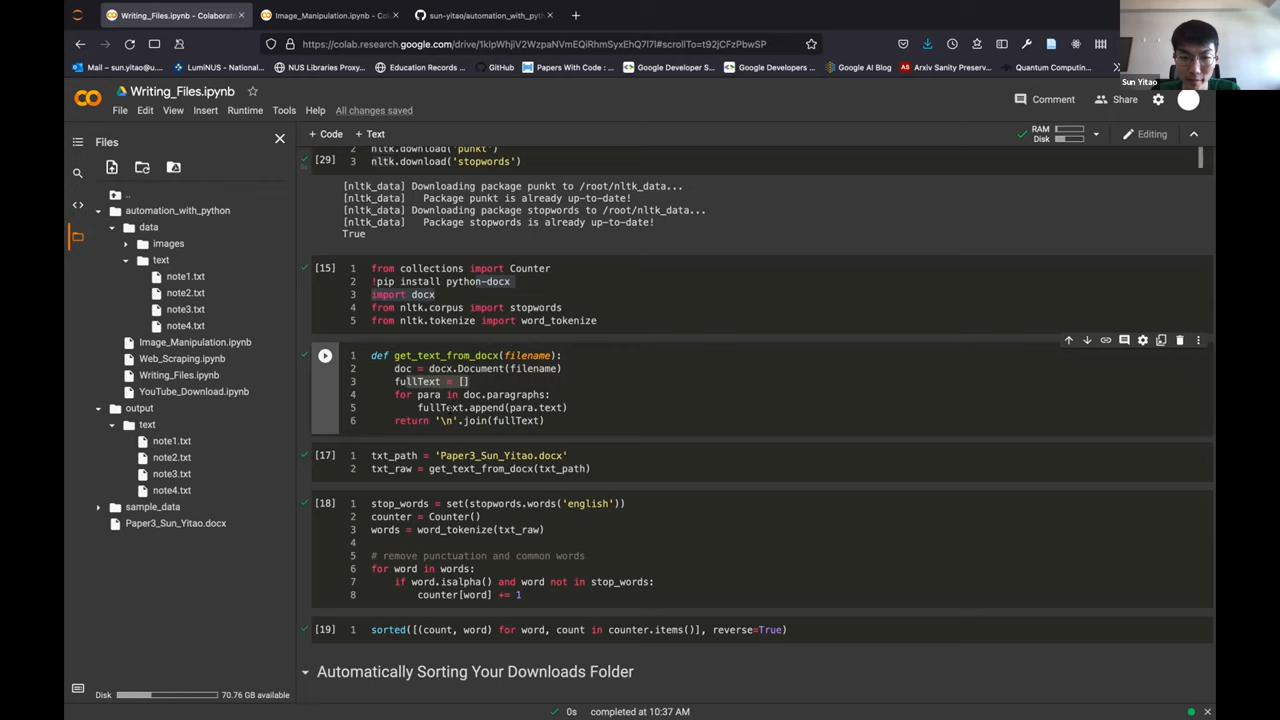 Writing_Files.ipynb - Colaborato
Image_Manipulation.ipynb - Co
sun-yitao/automation_with_pyth
https://colab.research.google.com/drive/1klpWhjiV2WzpaNVmEQiRhmSyxEhQ7l7l#scrollTo=t92jCFzPbwSP
Mail – sun.yitao@u....
LumiNUS - National...
NUS Libraries Proxy...
Education Records ...
GitHub
Papers With Code : ...
Google Developer S...
Google Developers ...
Google AI Blog
Arxiv Sanity Preserv...
Quantum Computing...
Sun Yitao
Writing_Files.ipynb
File Edit View Insert Runtime Tools Help All changes saved
Comment
Share
Files
+ Code + Text
RAM
Disk
Editing
..
automation_with_python
data
images
text
note1.txt
note2.txt
note3.txt
note4.txt
Image_Manipulation.ipynb
Web_Scraping.ipynb
Writing_Files.ipynb
YouTube_Download.ipynb
output
text
note1.txt
note2.txt
note3.txt
note4.txt
sample_data
Paper3_Sun_Yitao.docx
Disk 70.76 GB available
2 nltk.download('punkt')
[29] 3 nltk.download('stopwords')
[nltk_data] Downloading package punkt to /root/nltk_data...
[nltk_data] Package punkt is already up-to-date!
[nltk_data] Downloading package stopwords to /root/nltk_data...
[nltk_data] Package stopwords is already up-to-date!
True
[15] 1 from collections import Counter
2 !pip install python-docx
3 import docx
4 from nltk.corpus import stopwords
5 from nltk.tokenize import word_tokenize
1 def get_text_from_docx(filename):
2 doc = docx.Document(filename)
3 fullText = []
4 for para in doc.paragraphs:
5 fullText.append(para.text)
6 return '\n'.join(fullText)
[17] 1 txt_path = 'Paper3_Sun_Yitao.docx'
2 txt_raw = get_text_from_docx(txt_path)
[18] 1 stop_words = set(stopwords.words('english'))
2 counter = Counter()
3 words = word_tokenize(txt_raw)
4
5 # remove punctuation and common words
6 for word in words:
7 if word.isalpha() and word not in stop_words:
8 counter[word] += 1
[19] 1 sorted([(count, word) for word, count in counter.items()], reverse=True)
Automatically Sorting Your Downloads Folder
0s completed at 10:37 AM